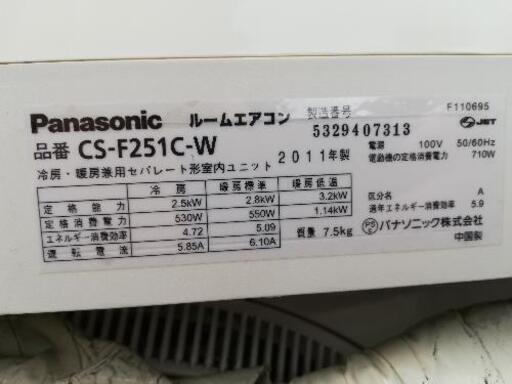 Panasonic ルームエアコン 製造番号 F110695
5329407313 JET
品番 CS-F251C-W 2011年製
冷房・暖房兼用セパレート形室内ユニット
電源 100V 50/60Hz
電動機の定格消費電力 710W
冷房 暖房標準 暖房低温
定格能力 2.5kW 2.8kW 3.2kW
定格消費電力 530W 550W 1.14kW
エネルギー消費効率 4.72 5.09
運転電流 5.85A 6.10A
区分名 A
通年エネルギー消費効率 5.9
質量 7.5kg
PSE パナソニック株式会社
中国製